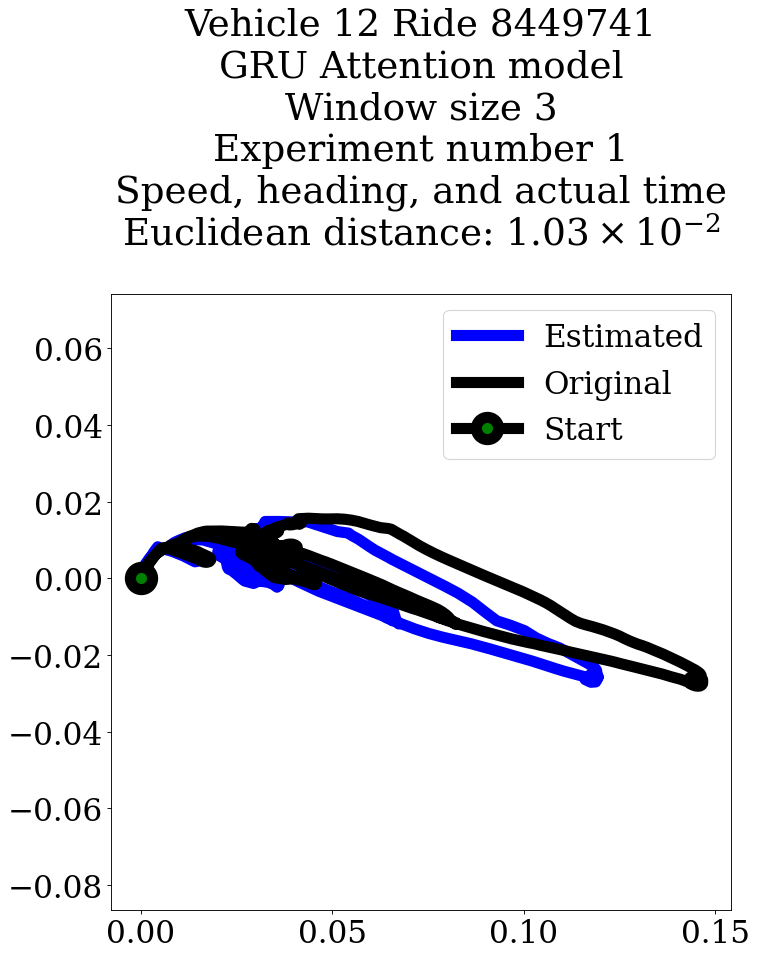 Vehicle 12 Ride 8449741
GRU Attention model
Window size 3
Experiment number 1
Speed, heading, and actual time
Euclidean distance: 1.03 × 10⁻²
Estimated
Original
Start
0.06
0.04
0.02
0.00
−0.02
−0.04
−0.06
−0.08
0.00 0.05 0.10 0.15